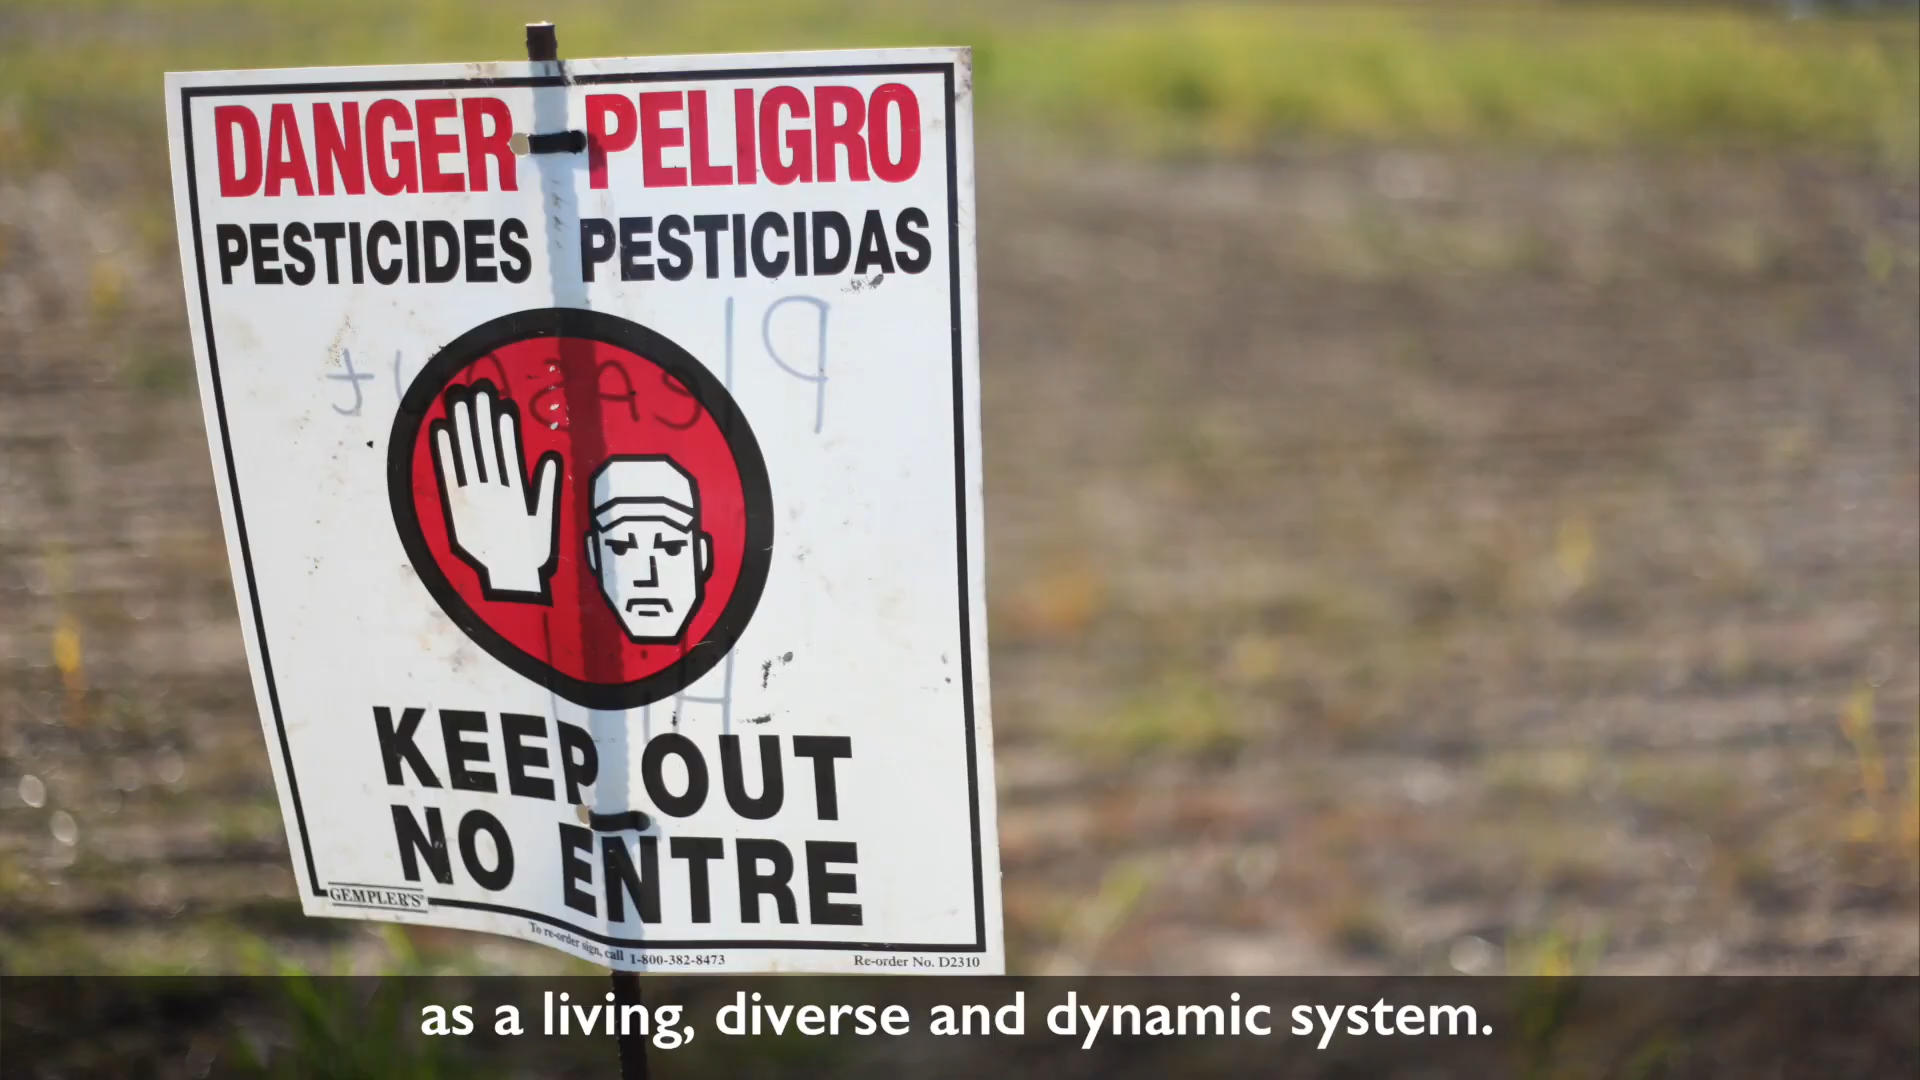 DANGER PELIGRO
PESTICIDES PESTICIDAS
KEEP OUT
NO ENTRE
GEMPLER'S®
To re-order sign, call 1-800-382-8473
Re-order No. D2310
as a living, diverse and dynamic system.